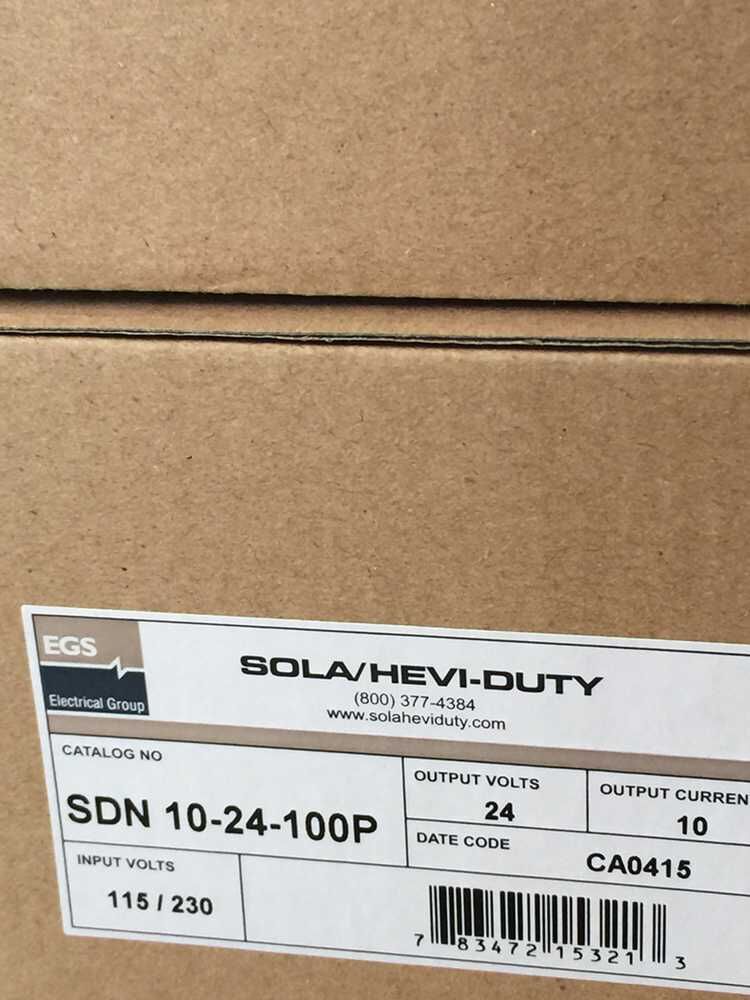 EGS
Electrical Group
SOLA/HEVI-DUTY
(800) 377-4384
www.solaheviduty.com
CATALOG NO
SDN 10-24-100P
OUTPUT VOLTS
24
OUTPUT CURREN
10
DATE CODE
CA0415
INPUT VOLTS
115 / 230
7 83472 15321 3